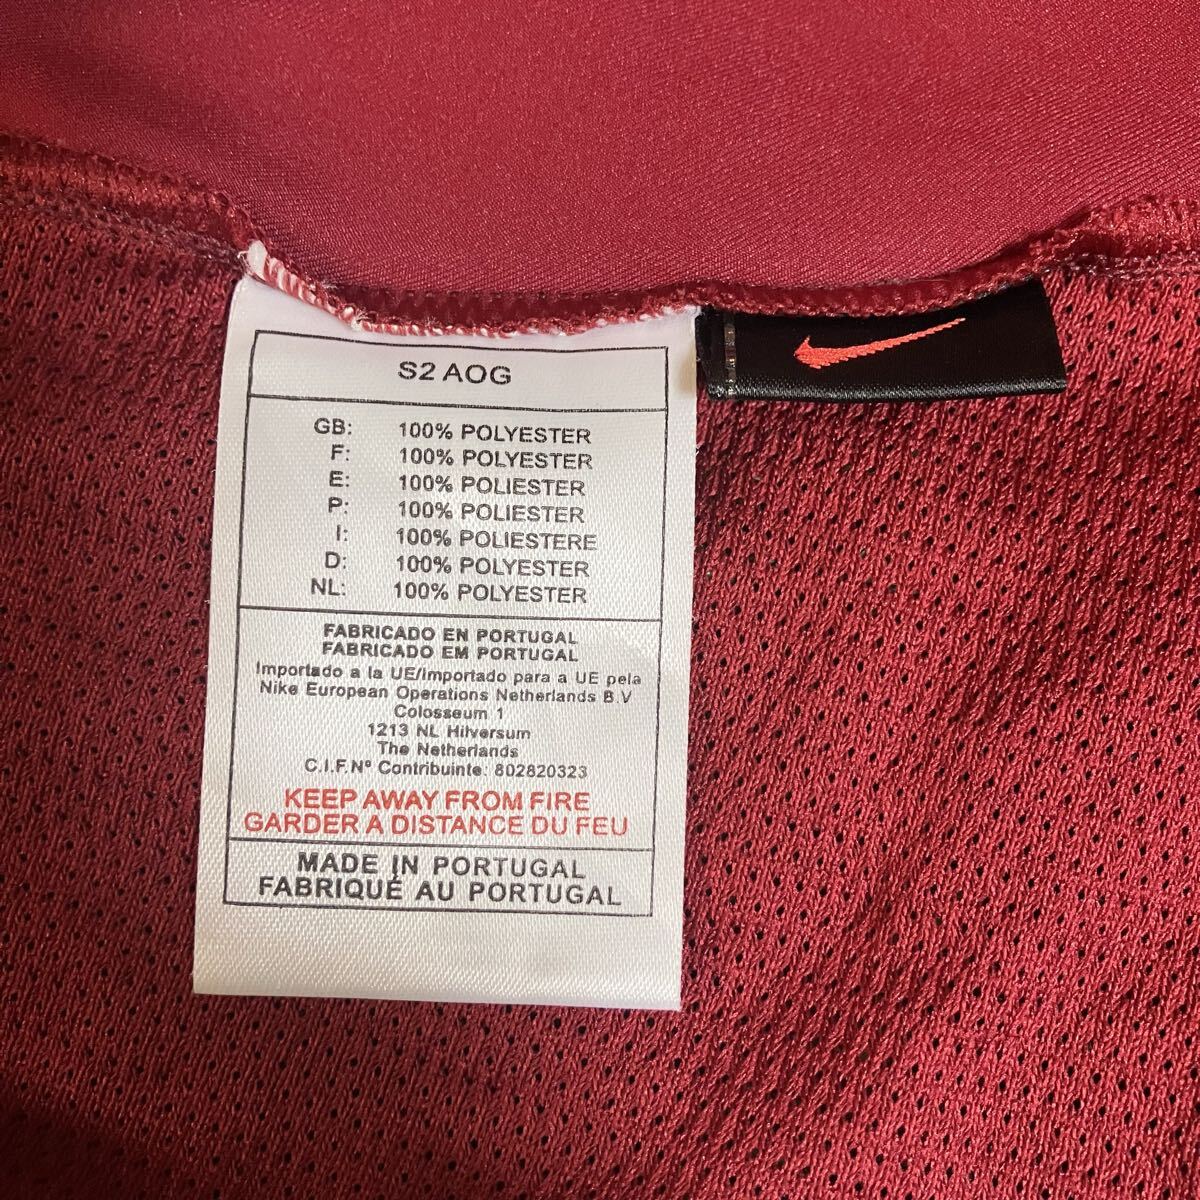 S2 AOG
GB: 100% POLYESTER
F: 100% POLYESTER
E: 100% POLIESTER
P: 100% POLIESTER
I: 100% POLIESTERE
D: 100% POLYESTER
NL: 100% POLYESTER
FABRICADO EN PORTUGAL
FABRICADO EM PORTUGAL
Importado a la UE/Importado para a UE pela
Nike European Operations Netherlands B.V
Colosseum 1
1213 NL Hilversum
The Netherlands
C.I.F.Nº Contribuinte: 802820323
KEEP AWAY FROM FIRE
GARDER A DISTANCE DU FEU
MADE IN PORTUGAL
FABRIQUÉ AU PORTUGAL